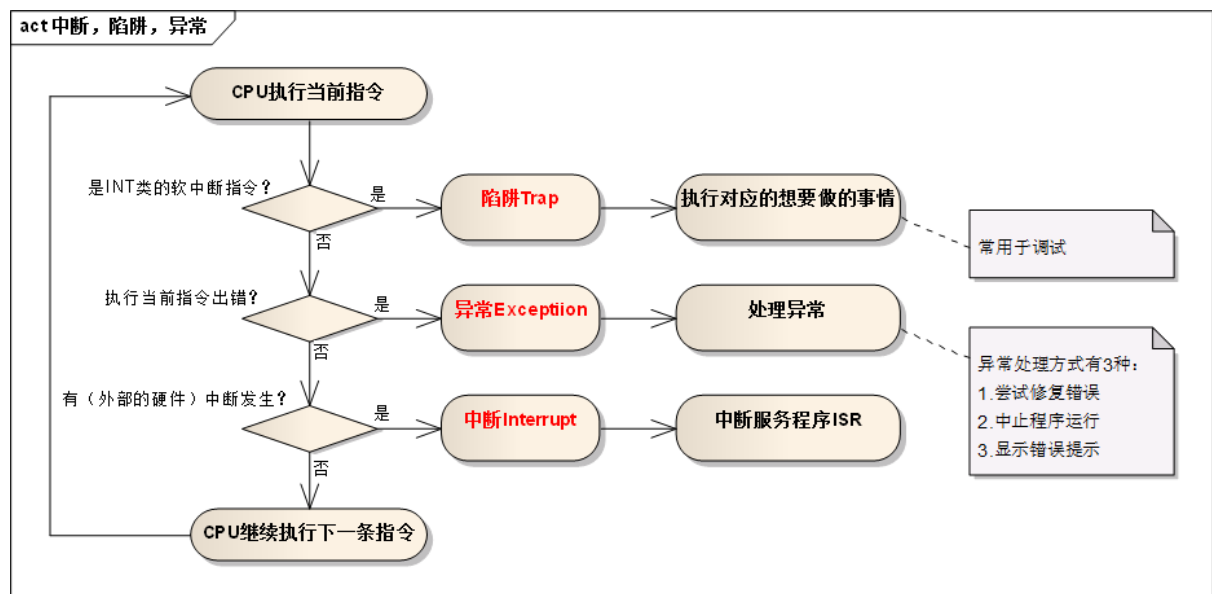 act 中断，陷阱，异常
CPU执行当前指令
是INT类的软中断指令？
是
陷阱Trap
执行对应的想要做的事情
常用于调试
否
执行当前指令出错？
是
异常Exceptiion
处理异常
异常处理方式有3种：
1.尝试修复错误
2.中止程序运行
3.显示错误提示
否
有（外部的硬件）中断发生？
是
中断Interrupt
中断服务程序ISR
否
CPU继续执行下一条指令